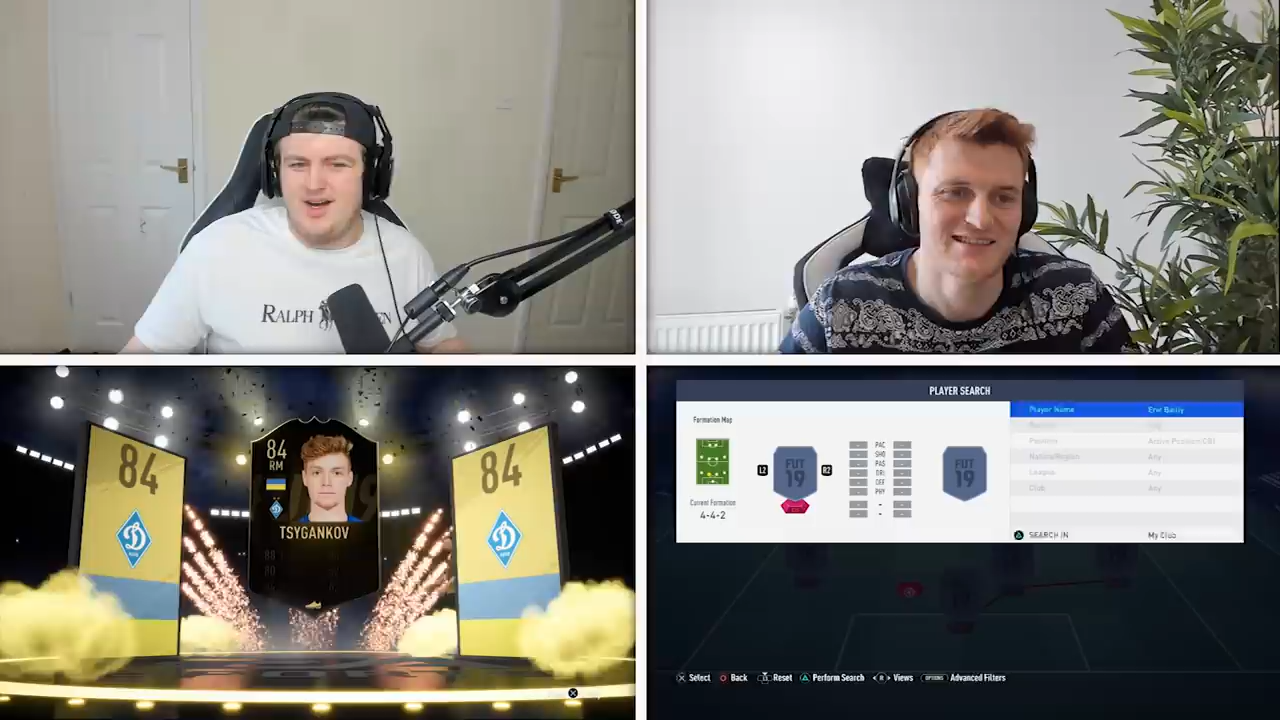 RALPH
84
84
RM
TSYGANKOV
84
PLAYER SEARCH
Formation Map
Current Formation
4-4-2
L2
FUT
19
R2
PAC
SHO
PAS
DRI
DEF
PHY
FUT
19
Player Name Eric Bailly
Position Active Position (CB)
Nation/Region Any
League Any
Club Any
SEARCH IN My Club
Select Back Reset Perform Search Views OPTIONS Advanced Filters